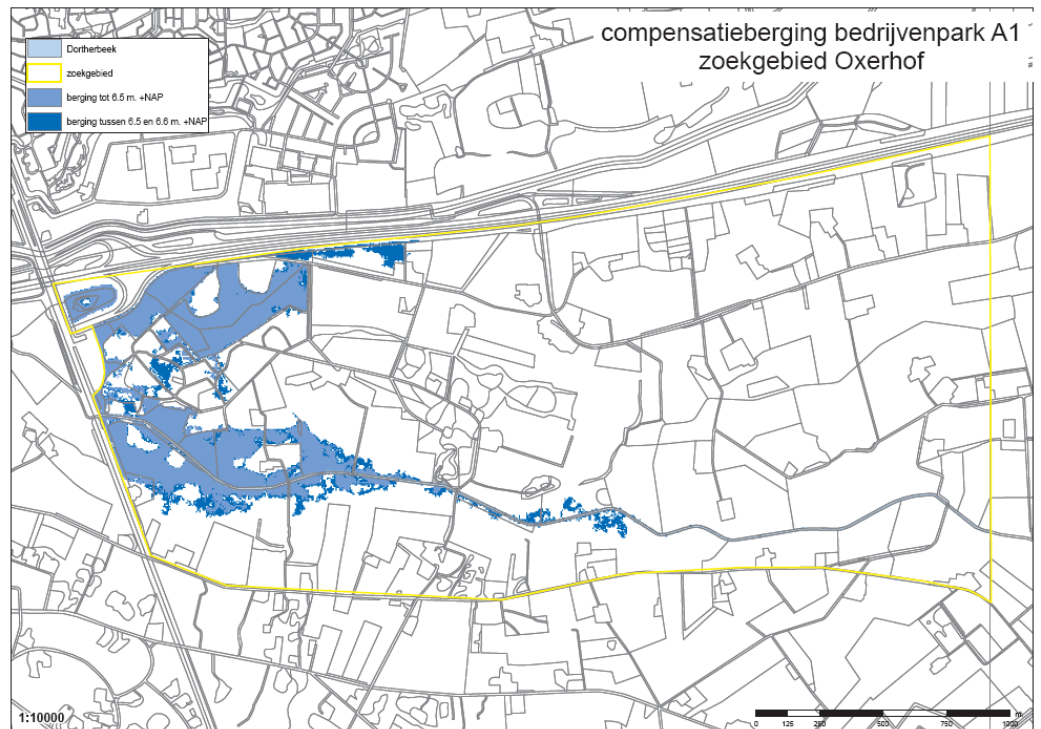 compensatieberging bedrijvenpark A1
zoekgebied Oxerhof
Dortherbeek
zoekgebied
berging tot 6.5 m. +NAP
berging tussen 6.5 en 6.6 m. +NAP
1:10000
0 125 250 500 750 1000 m.